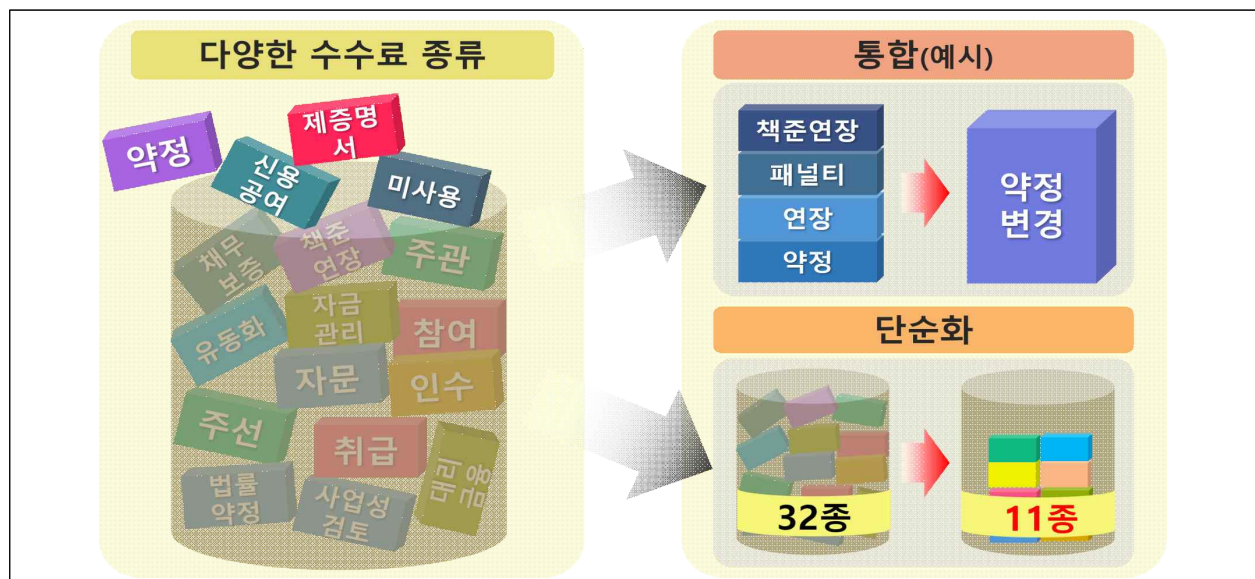 다양한 수수료 종류
약정
신용
공여
제증명
서
미사용
채무
보증
책준
연장
주관
유동화
자금
관리
참여
자문
인수
주선
취급
대리
금융
법률
약정
사업성
검토
통합(예시)
책준연장
패널티
연장
약정
약정
변경
단순화
32종
11종